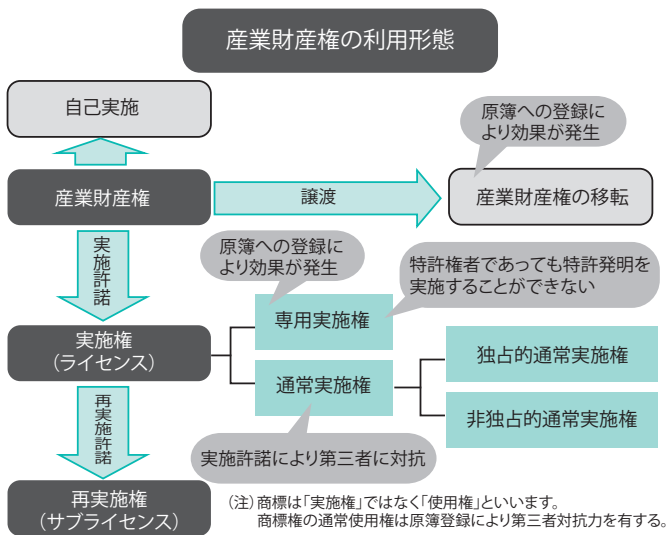 産業財産権の利用形態
自己実施
原簿への登録に
より効果が発生
産業財産権
譲渡
産業財産権の移転
実施許諾
原簿への登録に
より効果が発生
特許権者であっても特許発明を
実施することができない
実施権
(ライセンス)
専用実施権
通常実施権
独占的通常実施権
非独占的通常実施権
再実施許諾
実施許諾により第三者に対抗
再実施権
(サブライセンス)
(注)商標は「実施権」ではなく「使用権」といいます。
商標権の通常使用権は原簿登録により第三者対抗力を有する。